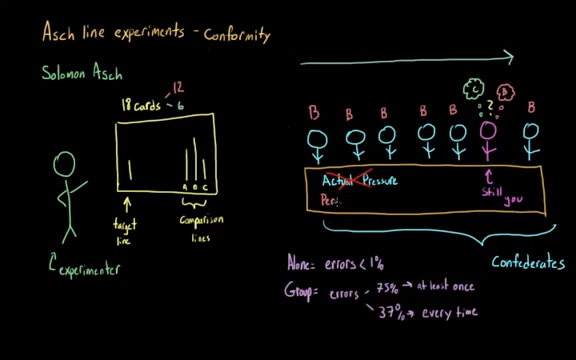 Asch line experiments - Conformity
Solomon Asch
18 cards
12
6
A B C
target line
Comparison lines
experimenter
C
?
B
B B B B B B
Actual Pressure
Per
Still you
Confederates
Alone = errors < 1%
Group = errors
75% → at least once
37% → every time